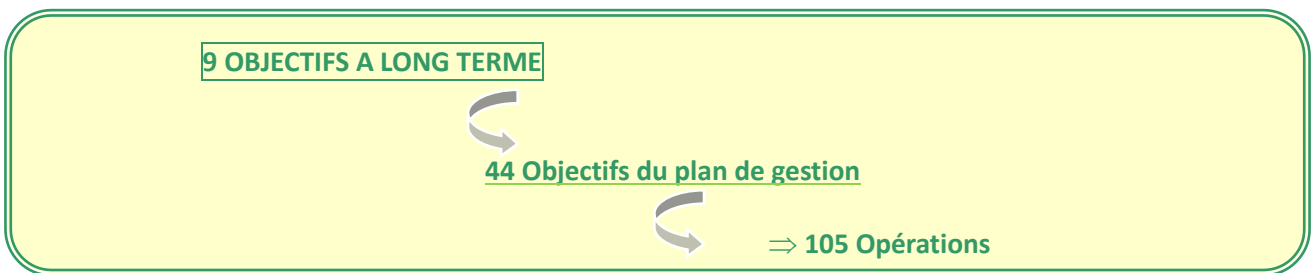 9 OBJECTIFS A LONG TERME
44 Objectifs du plan de gestion
⇒ 105 Opérations